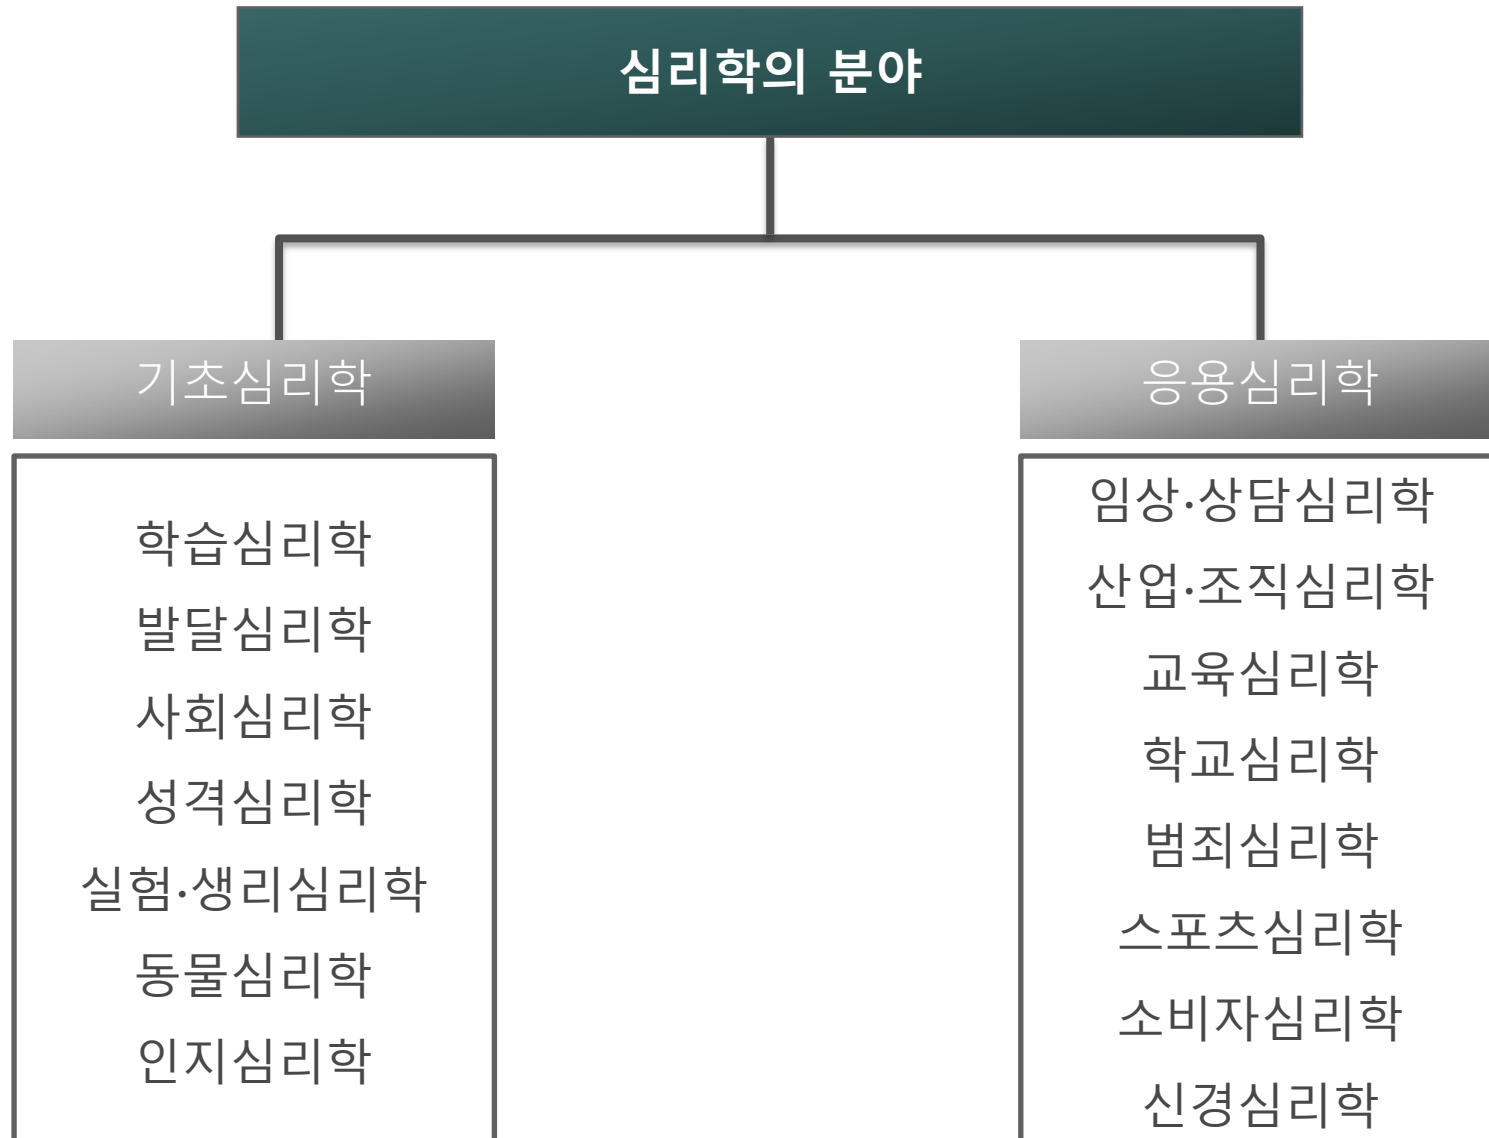 심리학의 분야
기초심리학
학습심리학
발달심리학
사회심리학
성격심리학
실험·생리심리학
동물심리학
인지심리학
응용심리학
임상·상담심리학
산업·조직심리학
교육심리학
학교심리학
범죄심리학
스포츠심리학
소비자심리학
신경심리학